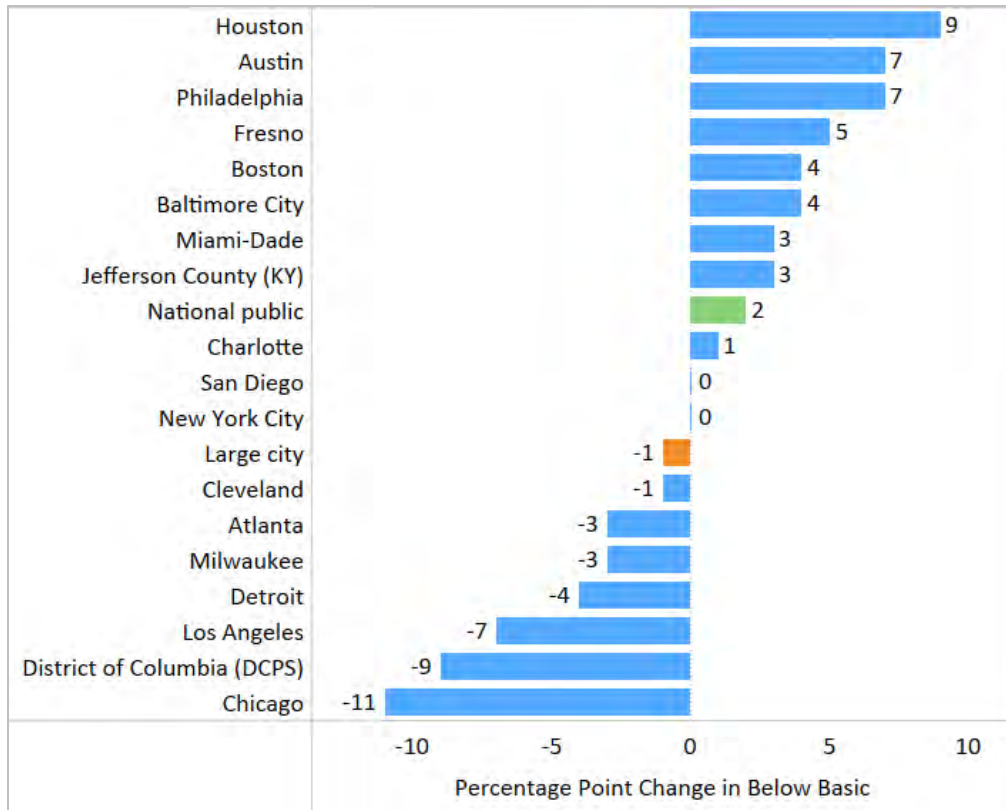 Houston 9
Austin 7
Philadelphia 7
Fresno 5
Boston 4
Baltimore City 4
Miami-Dade 3
Jefferson County (KY) 3
National public 2
Charlotte 1
San Diego 0
New York City 0
Large city -1
Cleveland -1
Atlanta -3
Milwaukee -3
Detroit -4
Los Angeles -7
District of Columbia (DCPS) -9
Chicago -11
-10 -5 0 5 10
Percentage Point Change in Below Basic